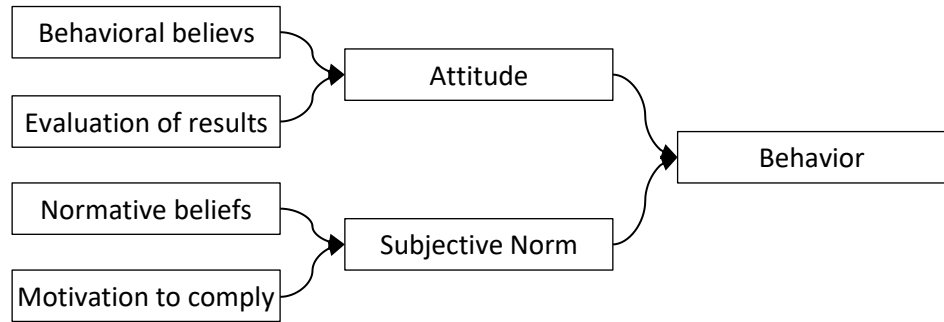 Behavioral believs
Evaluation of results
Attitude
Normative beliefs
Motivation to comply
Subjective Norm
Behavior